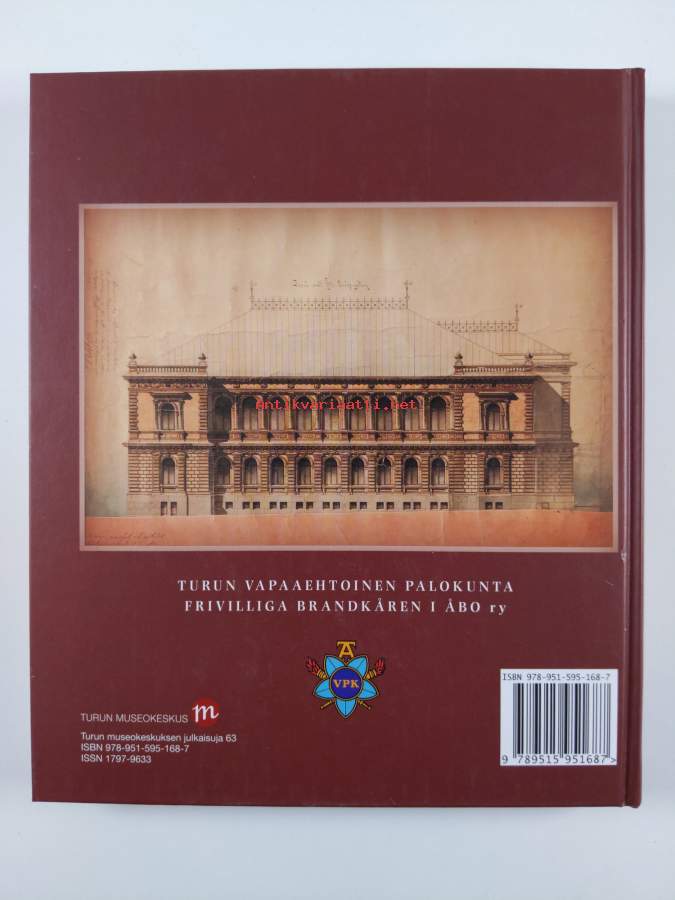 Antikvariaatti.net
TURUN VAPAAEHTOINEN PALOKUNTA
FRIVILLIGA BRANDKÅREN I ÅBO ry
TA
VPK
ISBN 978-951-595-168-7
TURUN MUSEOKESKUS m
Turun museokeskuksen julkaisuja 63
ISBN 978-951-595-168-7
ISSN 1797-9633
9 789515 951687 >